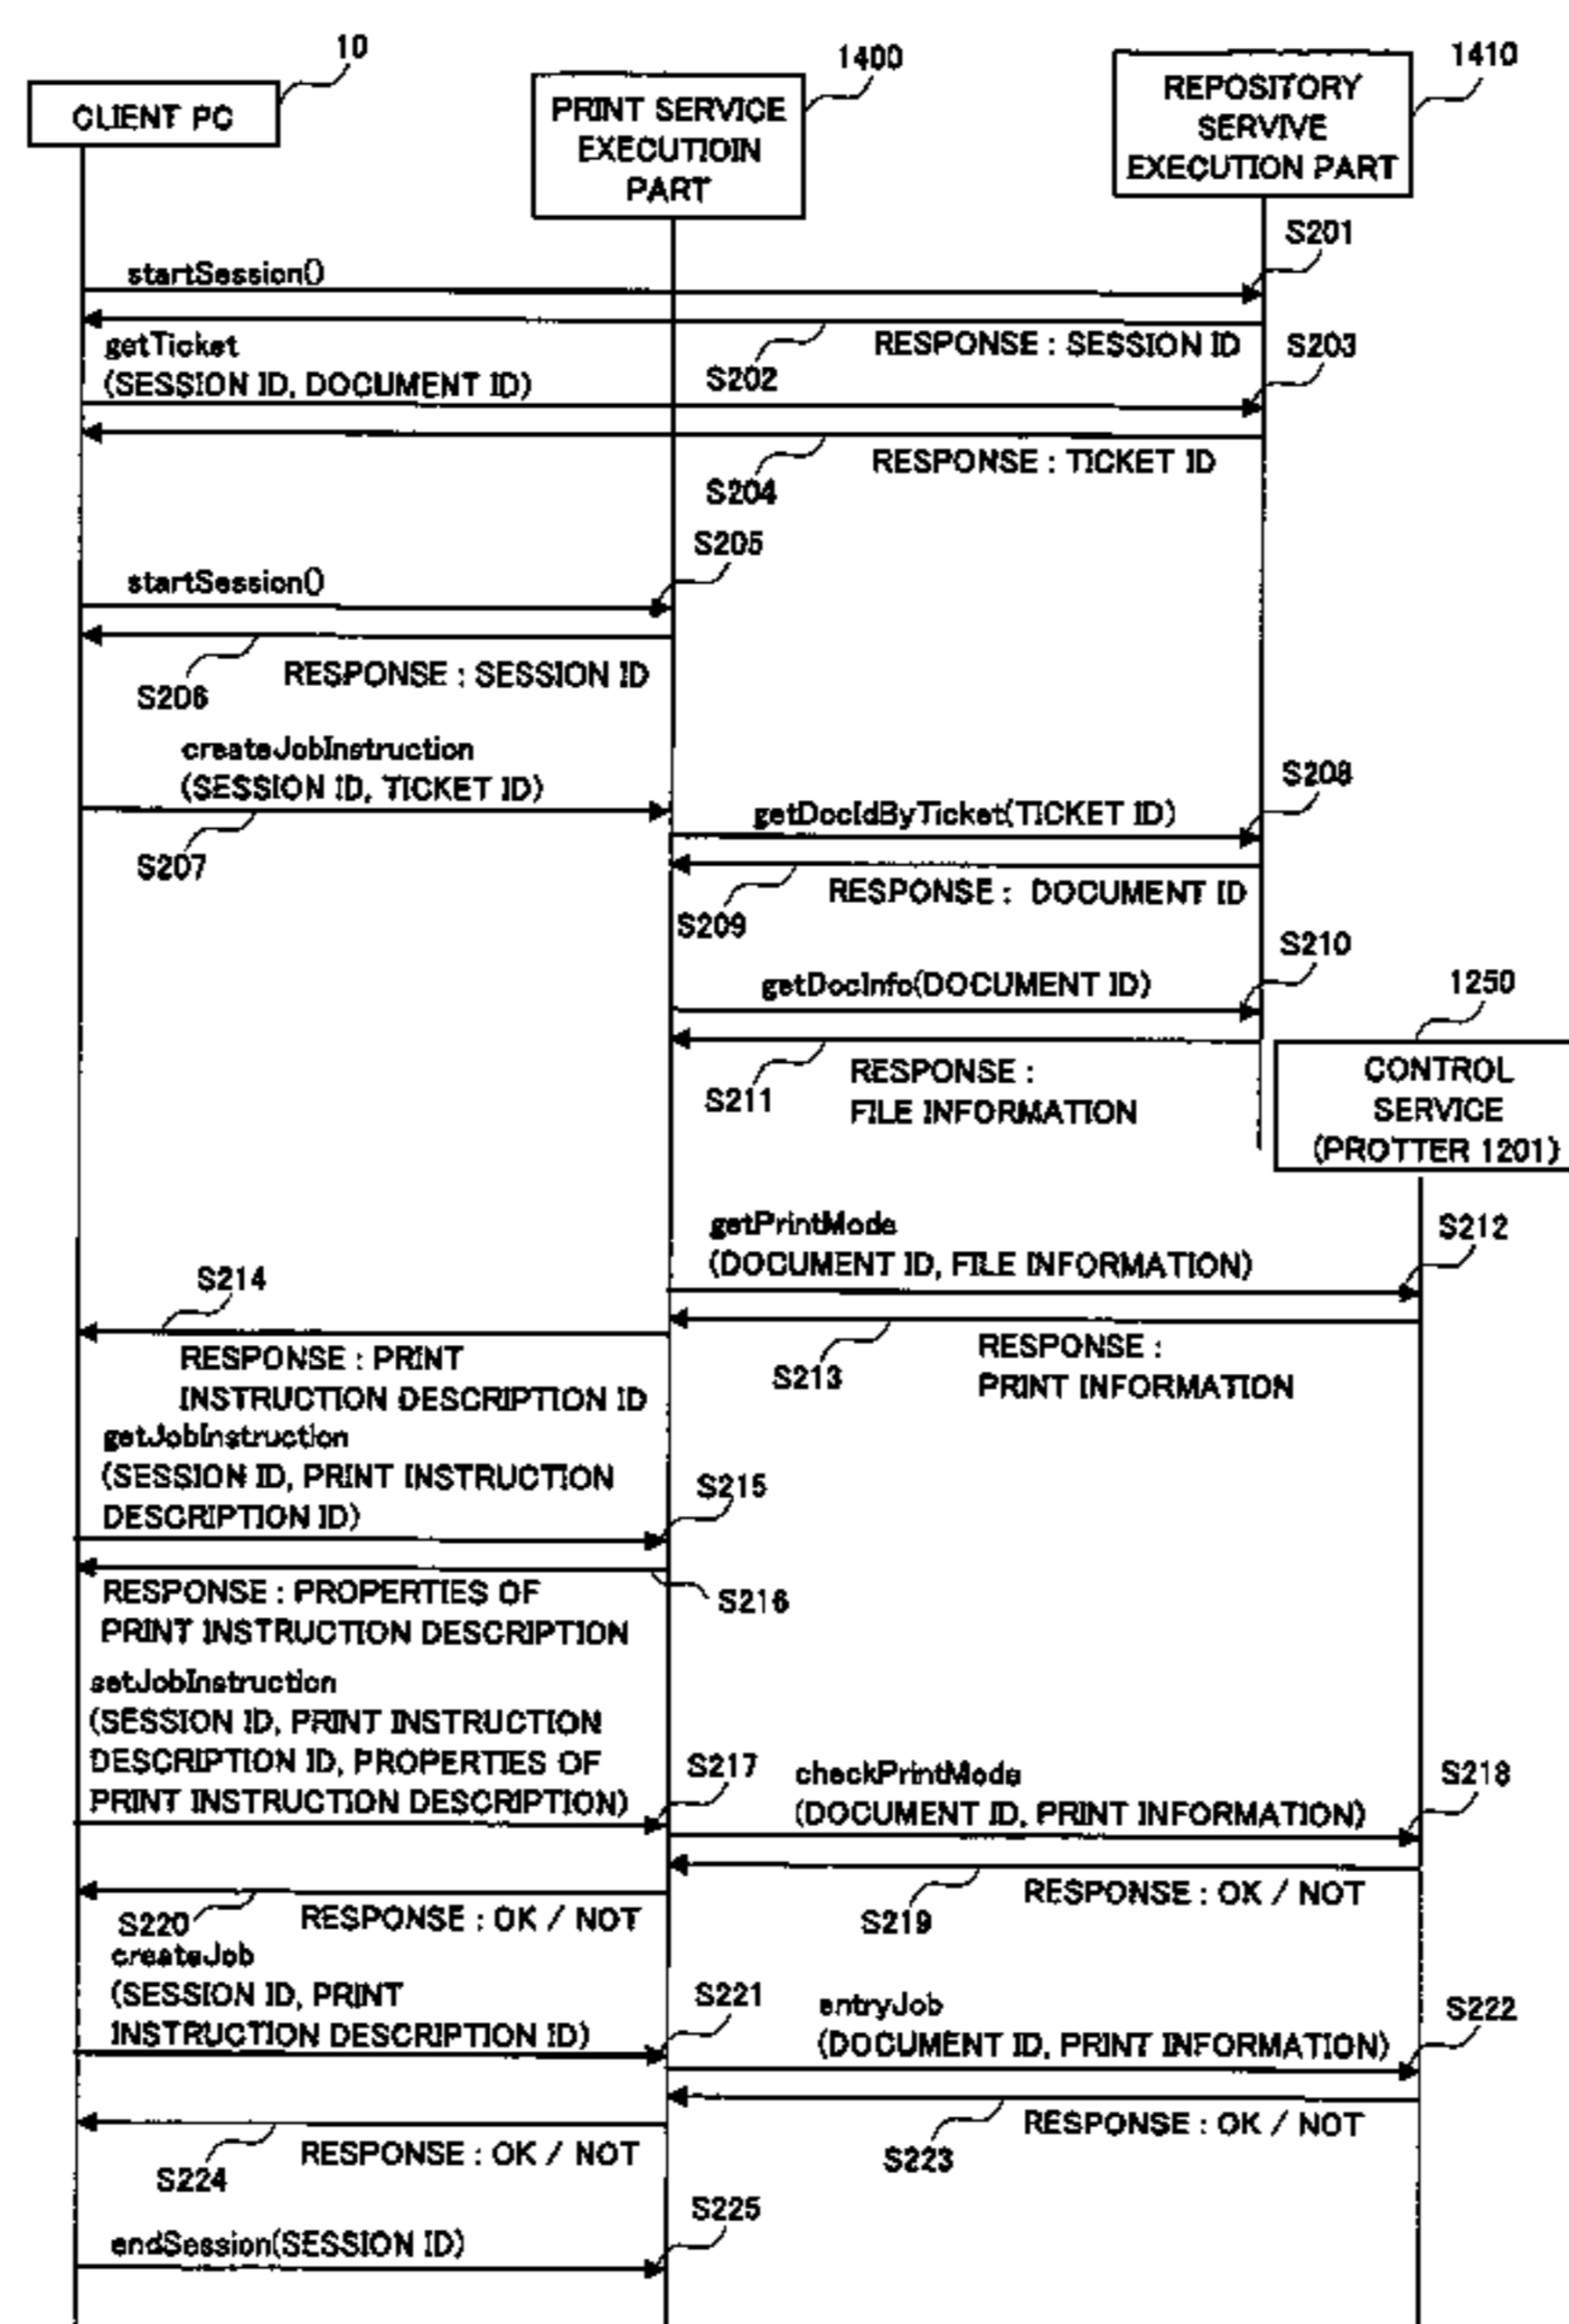 10
CLIENT PC
1400
PRINT SERVICE
EXECUTIOIN
PART
1410
REPOSITORY
SERVIVE
EXECUTION PART
startSession()
S201
RESPONSE : SESSION ID
S202
getTicket
(SESSION ID, DOCUMENT ID)
S203
RESPONSE : TICKET ID
S204
startSession()
S205
RESPONSE : SESSION ID
S206
createJobInstruction
(SESSION ID, TICKET ID)
S207
getDocIdByTicket(TICKET ID)
S208
RESPONSE : DOCUMENT ID
S209
getDocInfo(DOCUMENT ID)
S210
RESPONSE :
FILE INFORMATION
S211
1250
CONTROL
SERVICE
(PROTTER 1201)
getPrintMode
(DOCUMENT ID, FILE INFORMATION)
S212
RESPONSE :
PRINT INFORMATION
S213
S214
RESPONSE : PRINT
INSTRUCTION DESCRIPTION ID
getJobInstruction
(SESSION ID, PRINT INSTRUCTION
DESCRIPTION ID)
S215
RESPONSE : PROPERTIES OF
PRINT INSTRUCTION DESCRIPTION
S216
setJobInstruction
(SESSION ID, PRINT INSTRUCTION
DESCRIPTION ID, PROPERTIES OF
PRINT INSTRUCTION DESCRIPTION)
S217
checkPrintMode
(DOCUMENT ID, PRINT INFORMATION)
S218
RESPONSE : OK / NOT
S219
RESPONSE : OK / NOT
S220
createJob
(SESSION ID, PRINT
INSTRUCTION DESCRIPTION ID)
S221
entryJob
(DOCUMENT ID, PRINT INFORMATION)
S222
RESPONSE : OK / NOT
S223
RESPONSE : OK / NOT
S224
endSession(SESSION ID)
S225